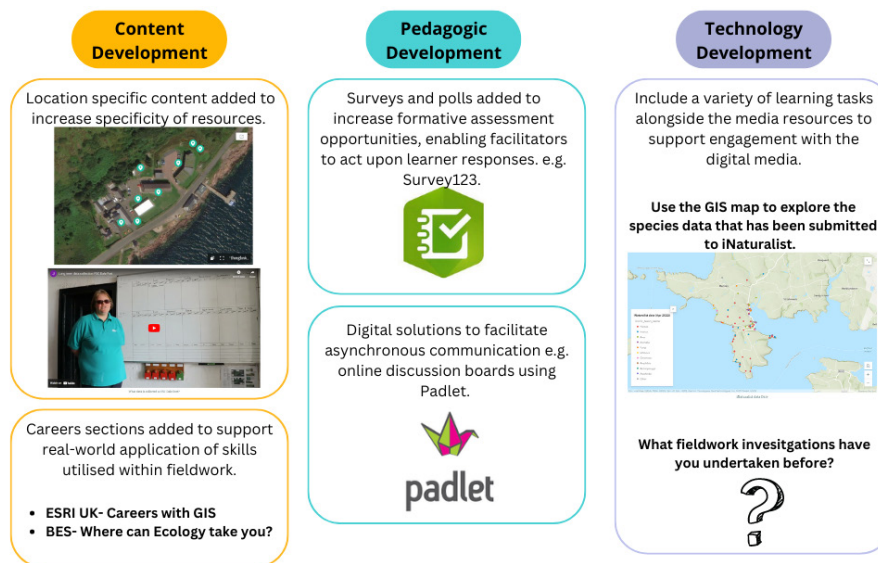 Content
Development
Location specific content added to
increase specificity of resources.
Careers sections added to support
real-world application of skills
utilised within fieldwork.
• ESRI UK- Careers with GIS
• BES- Where can Ecology take you?
Pedagogic
Development
Surveys and polls added to
increase formative assessment
opportunities, enabling facilitators
to act upon learner responses. e.g.
Survey123.
Digital solutions to facilitate
asynchronous communication e.g.
online discussion boards using
Padlet.
padlet
Technology
Development
Include a variety of learning tasks
alongside the media resources to
support engagement with the
digital media.
Use the GIS map to explore the
species data that has been submitted
to iNaturalist.
What fieldwork invesitgations have
you undertaken before?
?